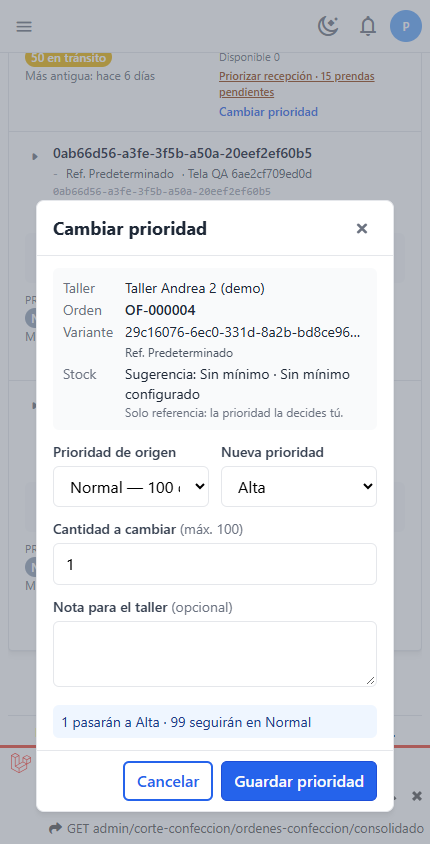 P
50 en tránsito
Más antigua: hace 6 días
Disponible 0
Priorizar recepción · 15 prendas
pendientes
Cambiar prioridad
0ab66d56-a3fe-3f5b-a50a-20eef2ef60b5
- Ref. Predeterminado · Tela QA 6ae2cf709ed0d
0ab66d56-a3fe-3f5b-a50a-20eef2ef60b5
Cambiar prioridad
Taller Taller Andrea 2 (demo)
Orden OF-000004
Variante 29c16076-6ec0-331d-8a2b-bd8ce96...
Ref. Predeterminado
Stock Sugerencia: Sin mínimo · Sin mínimo
configurado
Solo referencia: la prioridad la decides tú.
Prioridad de origen Nueva prioridad
Normal — 100 Alta
Cantidad a cambiar (máx. 100)
1
Nota para el taller (opcional)
1 pasarán a Alta · 99 seguirán en Normal
Cancelar Guardar prioridad
GET admin/corte-confeccion/ordenes-confeccion/consolidado